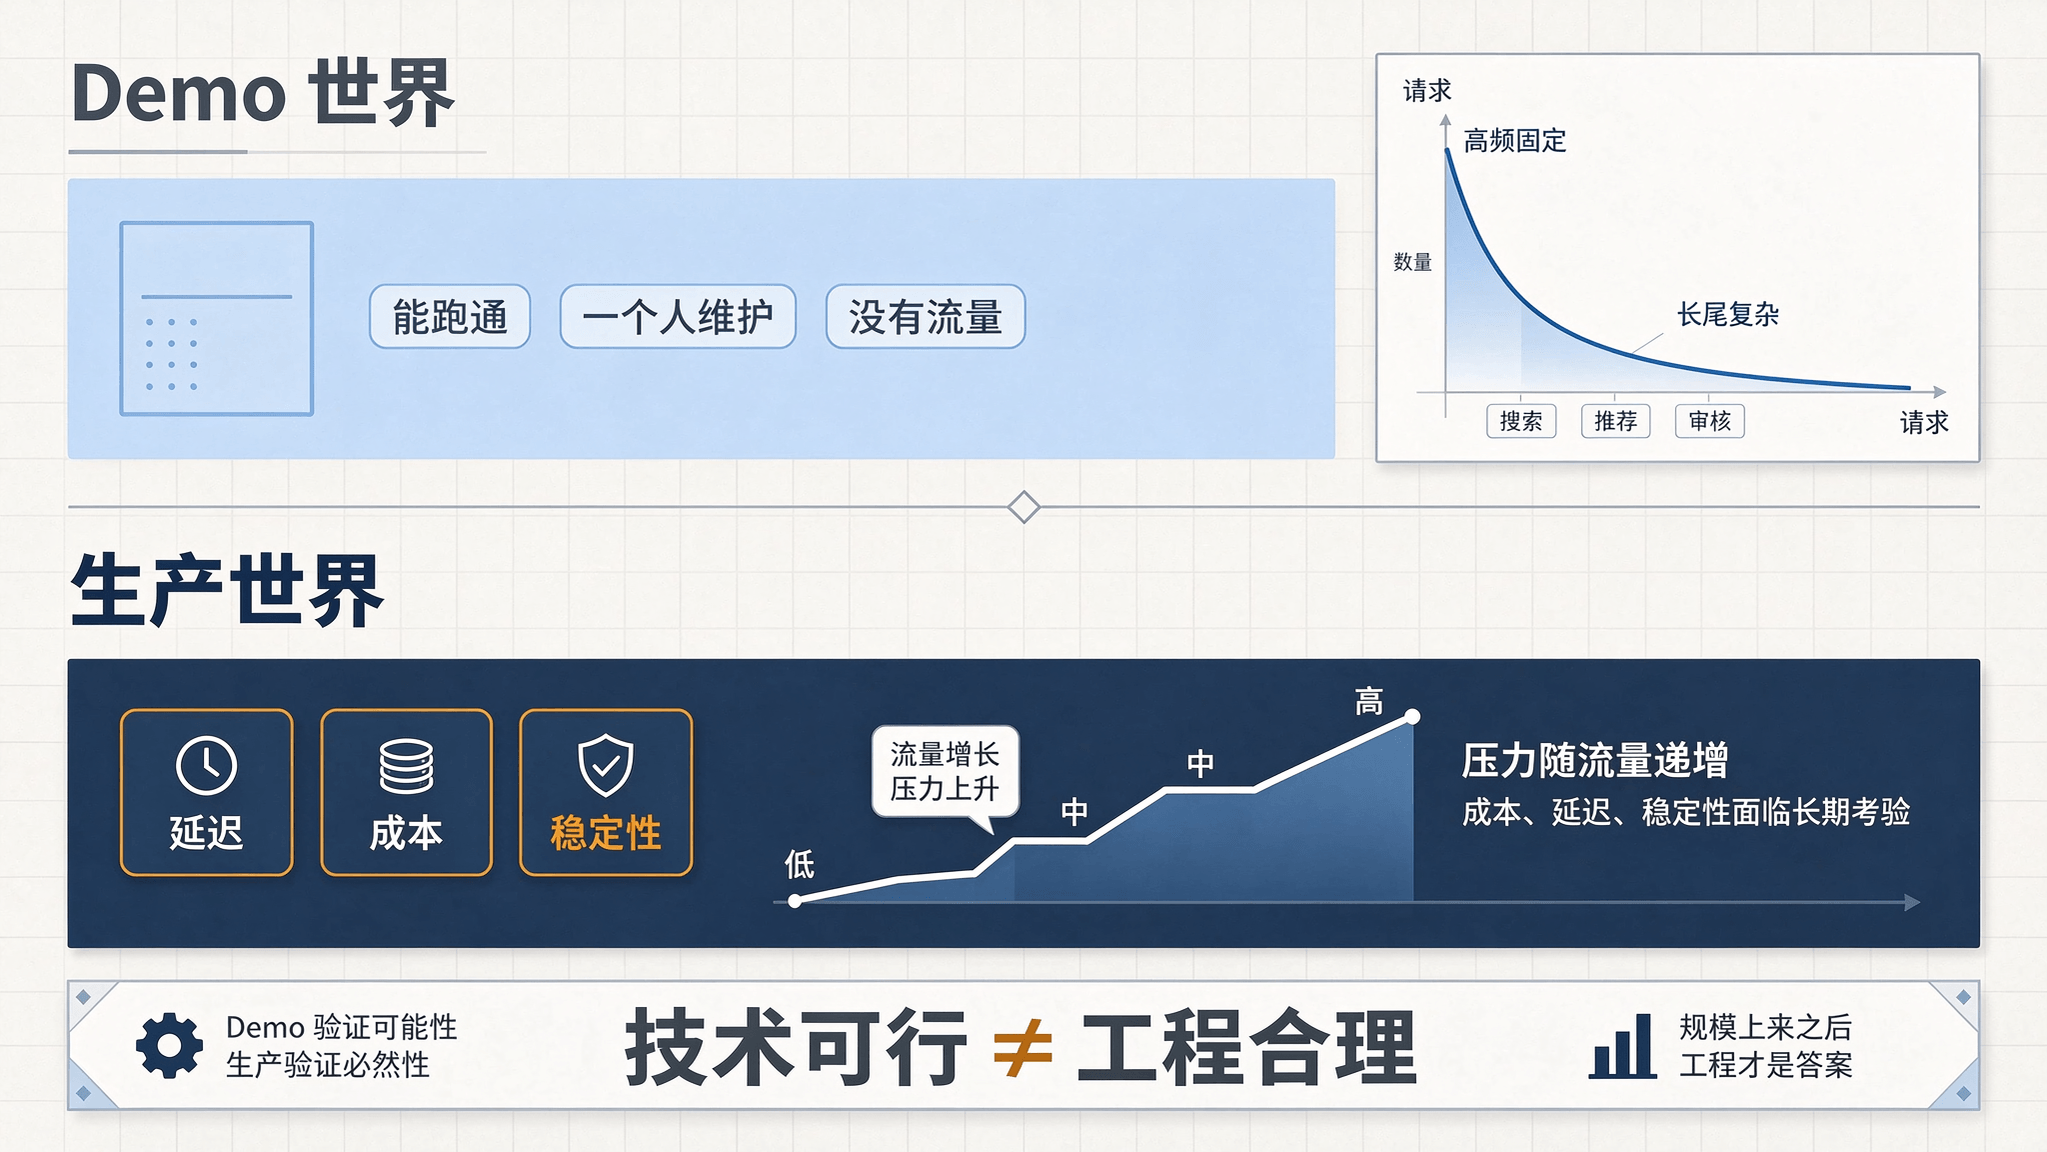 Demo 世界
能跑通
一个人维护
没有流量
请求
高频固定
数量
长尾复杂
搜索
推荐
审核
请求
生产世界
延迟
成本
稳定性
流量增长
压力上升
低
中
中
高
压力随流量递增
成本、延迟、稳定性面临长期考验
Demo 验证可能性
生产验证必然性
技术可行 ≠ 工程合理
规模上来之后
工程才是答案